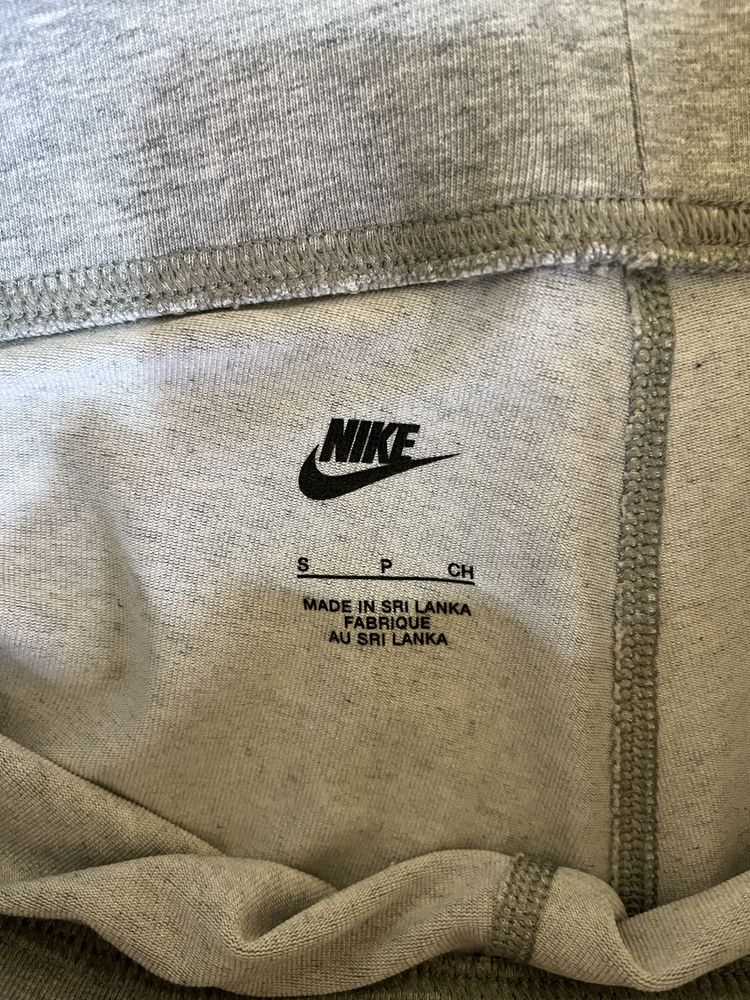 NIKE
S P CH
MADE IN SRI LANKA
FABRIQUE
AU SRI LANKA